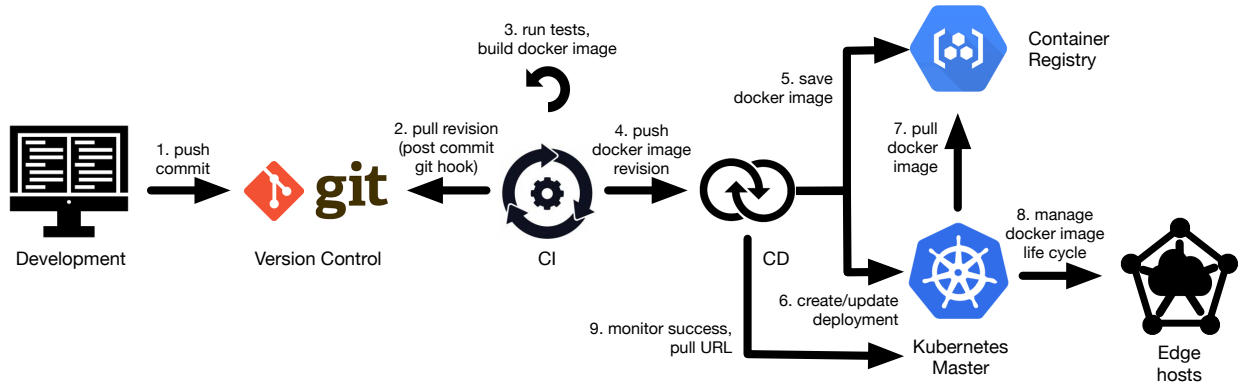 3. run tests,
build docker image
Container
Registry
5. save
docker image
1. push
commit
2. pull revision
(post commit
git hook)
4. push
docker image
revision
7. pull
docker
image
git
8. manage
docker image
life cycle
Development
Version Control
CI
CD
6. create/update
deployment
9. monitor success,
pull URL
Kubernetes
Master
Edge
hosts